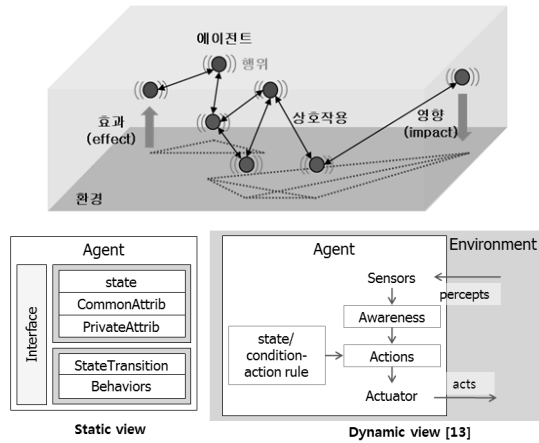 에이전트
행위
효과
(effect)
상호작용
영향
(impact)
환경
Agent
Interface
state
CommonAttrib
PrivateAttrib
StateTransition
Behaviors
Static view
Agent
Environment
Sensors
percepts
Awareness
state/
condition-
action rule
Actions
Actuator
acts
Dynamic view [13]